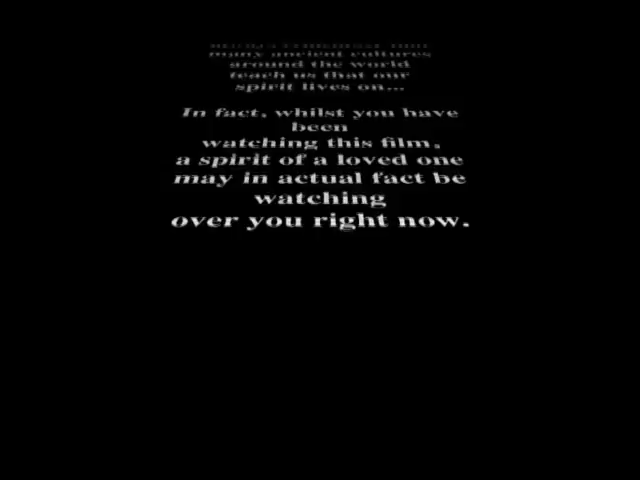 many ancient cultures
around the world
teach us that our
spirit lives on...
In fact, whilst you have
been
watching this film,
a spirit of a loved one
may in actual fact be
watching
over you right now.